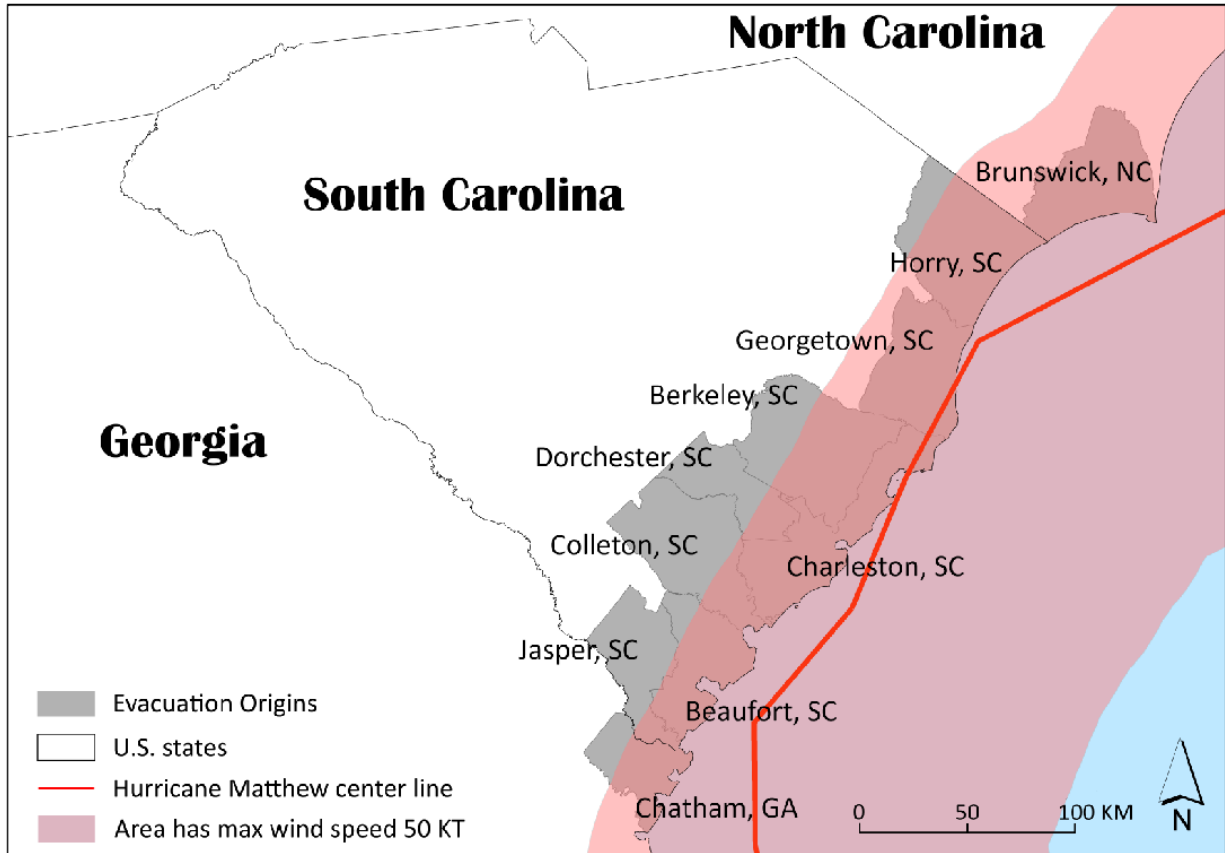 North Carolina
Brunswick, NC
South Carolina
Horry, SC
Georgetown, SC
Berkeley, SC
Georgia
Dorchester, SC
Colleton, SC
Charleston, SC
Jasper, SC
Beaufort, SC
Evacuation Origins
U.S. states
Hurricane Matthew center line
Area has max wind speed 50 KT
Chatham, GA
0 50 100 KM
N